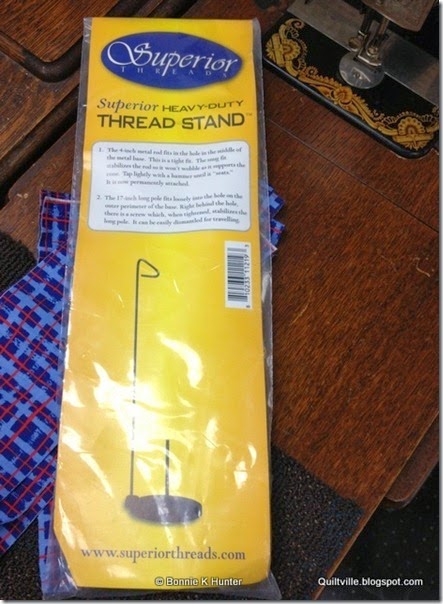 Superior
THREADS
Superior HEAVY-DUTY
THREAD STAND™
1. The 4-inch metal rod fits in the hole in the middle of
the metal base. This is a tight fit. The snug fit
stabilizes the rod so it won't wobble as it supports the
cone. Tap lightly with a hammer until it "seats."
It is now permanently attached.
2. The 17-inch long pole fits loosely into the hole on the
outer perimeter of the base. Right behind the hole,
there is a screw which, when tightened, stabilizes the
long pole. It can be easily dismantled for travelling.
www.superiorthreads.com
© Bonnie K Hunter
Quiltville.blogspot.com